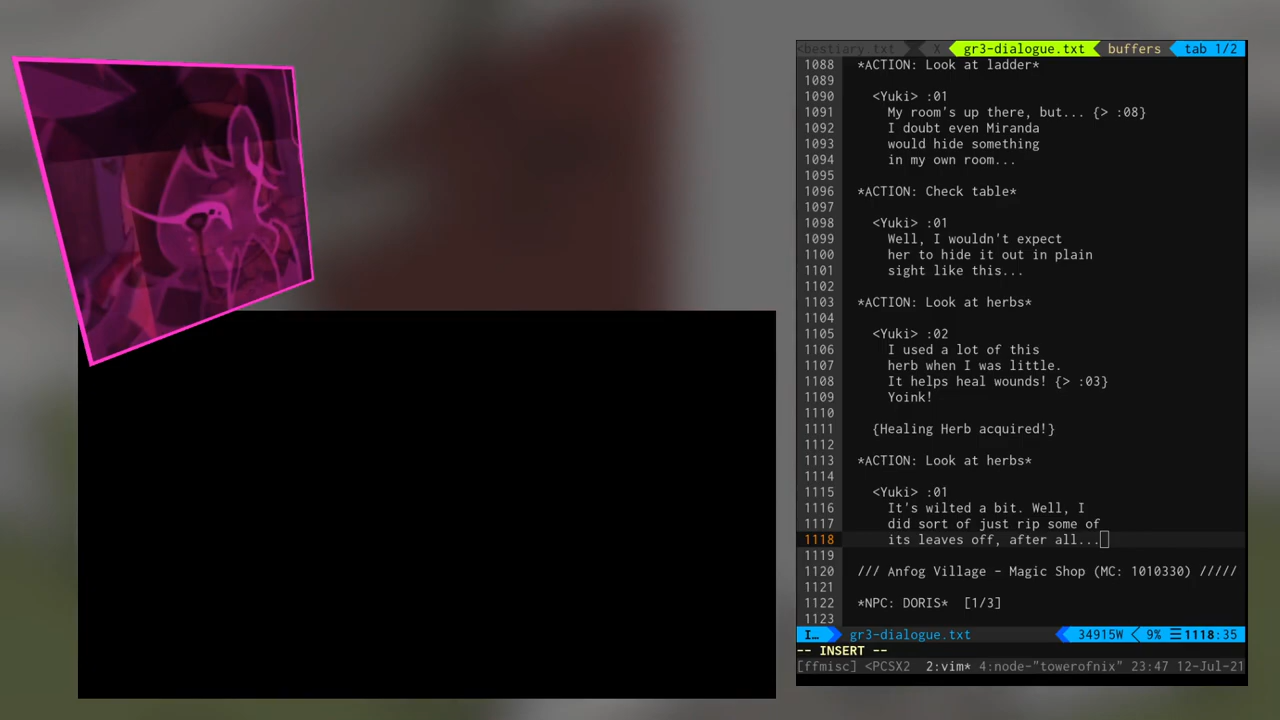 <bestiary txt X gr3-dialogue.txt buffers tab 1/2
1088 *ACTION: Look at ladder*
1089
1090 <Yuki> :01
1091 My room's up there, but... {> :08}
1092 I doubt even Miranda
1093 would hide something
1094 in my own room...
1095
1096 *ACTION: Check table*
1097
1098 <Yuki> :01
1099 Well, I wouldn't expect
1100 her to hide it out in plain
1101 sight like this...
1102
1103 *ACTION: Look at herbs*
1104
1105 <Yuki> :02
1106 I used a lot of this
1107 herb when I was little.
1108 It helps heal wounds! {> :03}
1109 Yoink!
1110
1111 {Healing Herb acquired!}
1112
1113 *ACTION: Look at herbs*
1114
1115 <Yuki> :01
1116 It's wilted a bit. Well, I
1117 did sort of just rip some of
1118 its leaves off, after all...
1119
1120 /// Anfog Village - Magic Shop (MC: 1010330) /////
1121
1122 *NPC: DORIS* [1/3]
1123
I… gr3-dialogue.txt 34915W 9% ☰1118:35
-- INSERT --
[ffmisc] <PCSX2 2:vim* 4:node-"towerofnix" 23:47 12-Jul-21